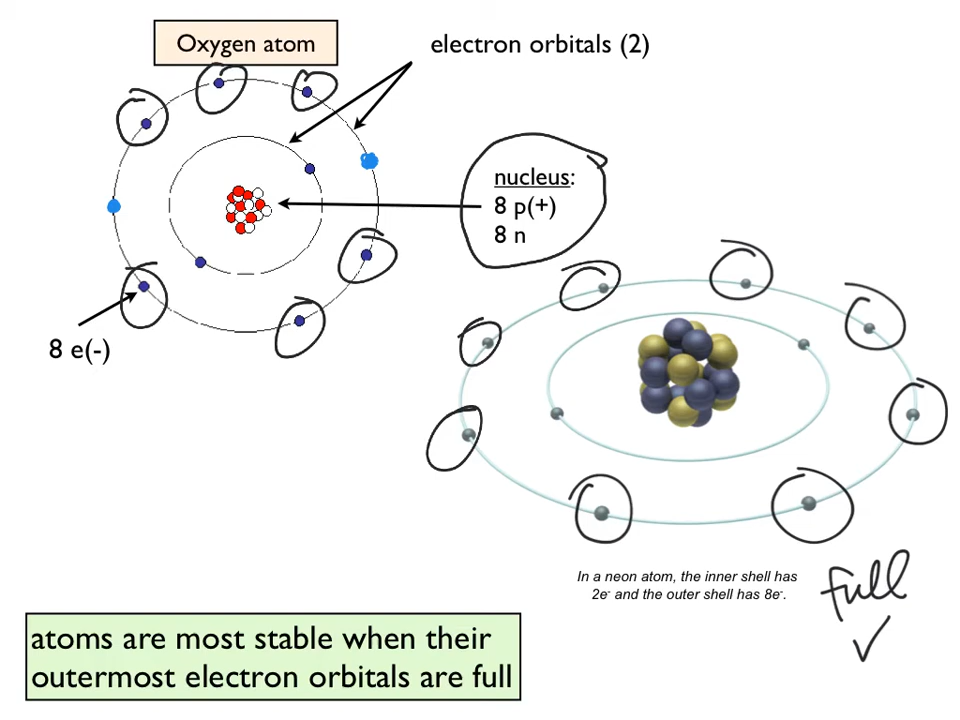 Oxygen atom
electron orbitals (2)
nucleus:
8 p(+)
8 n
8 e(-)
In a neon atom, the inner shell has
2e- and the outer shell has 8e-.
full
atoms are most stable when their
outermost electron orbitals are full